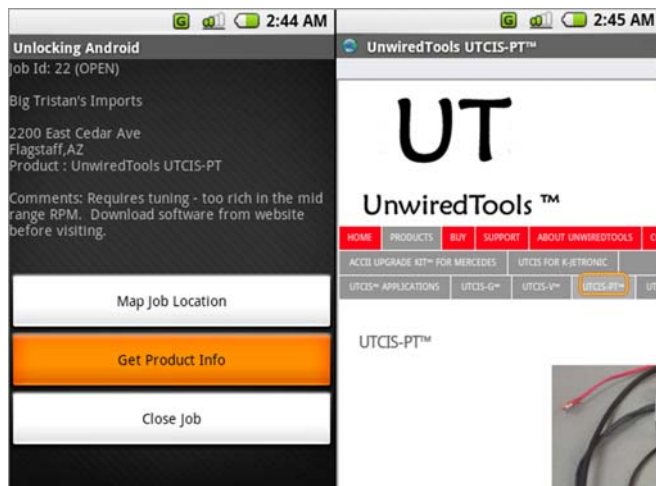 2:44 AM
Unlocking Android
Job Id: 22 (OPEN)
Big Tristan's Imports
2200 East Cedar Ave
Flagstaff,AZ
Product : UnwiredTools UTCIS-PT
Comments: Requires tuning - too rich in the mid
range RPM. Download software from website
before visiting.
Map Job Location
Get Product Info
Close Job
2:45 AM
UnwiredTools UTCIS-PT™
UT
UnwiredTools ™
HOME PRODUCTS BUY SUPPORT ABOUT UNWIREDTOOLS
ACCII UPGRADE KIT™ FOR MERCEDES UTCIS FOR K-JETRONIC
UTCIS™ APPLICATIONS UTCIS-G™ UTCIS-V™ UTCIS-PT™
UTCIS-PT™